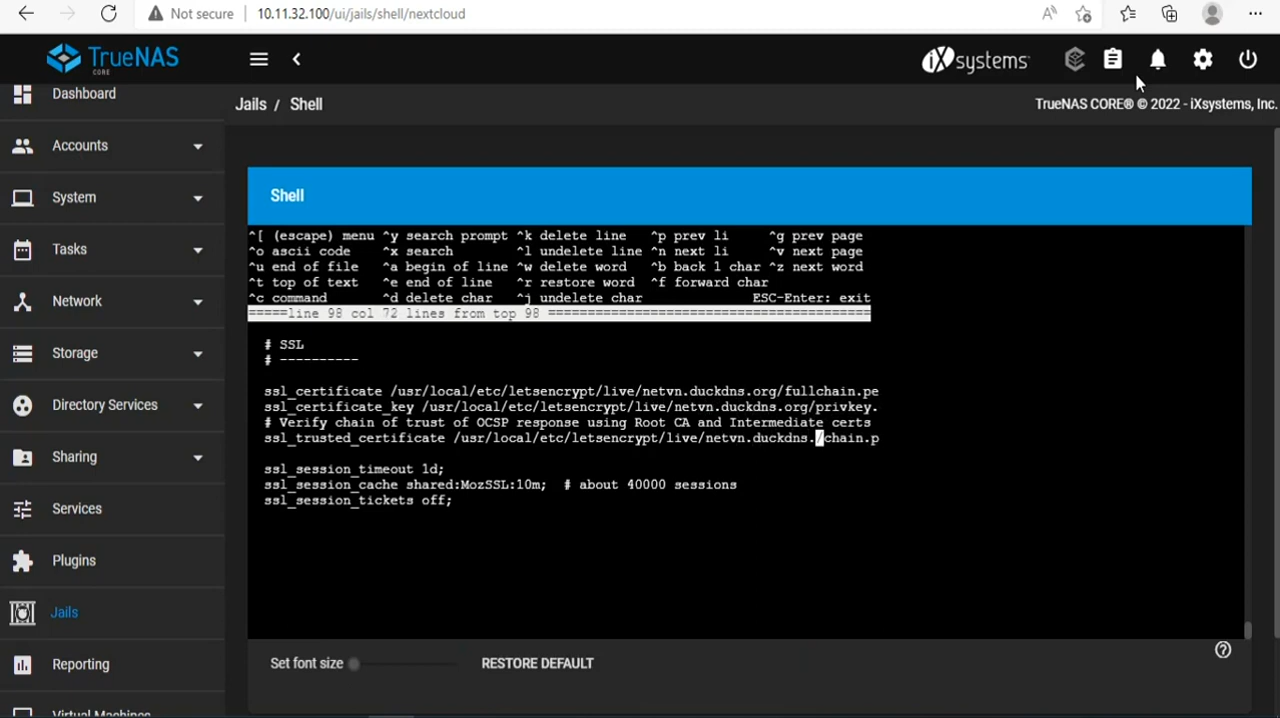 Not secure | 10.11.32.100/ui/jails/shell/nextcloud
TrueNAS
CORE
iXsystems
TrueNAS CORE® © 2022 - iXsystems, Inc.
Dashboard
Accounts
System
Tasks
Network
Storage
Directory Services
Sharing
Services
Plugins
Jails
Reporting
Virtual Machines
Jails / Shell
Shell
^[ (escape) menu ^y search prompt ^k delete line ^p prev li ^g prev page
^o ascii code ^x search ^l undelete line ^n next li ^v next page
^u end of file ^a begin of line ^w delete word ^b back 1 char ^z next word
^t top of text ^e end of line ^r restore word ^f forward char
^c command ^d delete char ^j undelete char ESC-Enter: exit
=====line 98 col 72 lines from top 98 =========================================
# SSL
# ----------
ssl_certificate /usr/local/etc/letsencrypt/live/netvn.duckdns.org/fullchain.pe
ssl_certificate_key /usr/local/etc/letsencrypt/live/netvn.duckdns.org/privkey.
# Verify chain of trust of OCSP response using Root CA and Intermediate certs
ssl_trusted_certificate /usr/local/etc/letsencrypt/live/netvn.duckdns./chain.p
ssl_session_timeout 1d;
ssl_session_cache shared:MozSSL:10m; # about 40000 sessions
ssl_session_tickets off;
Set font size
RESTORE DEFAULT